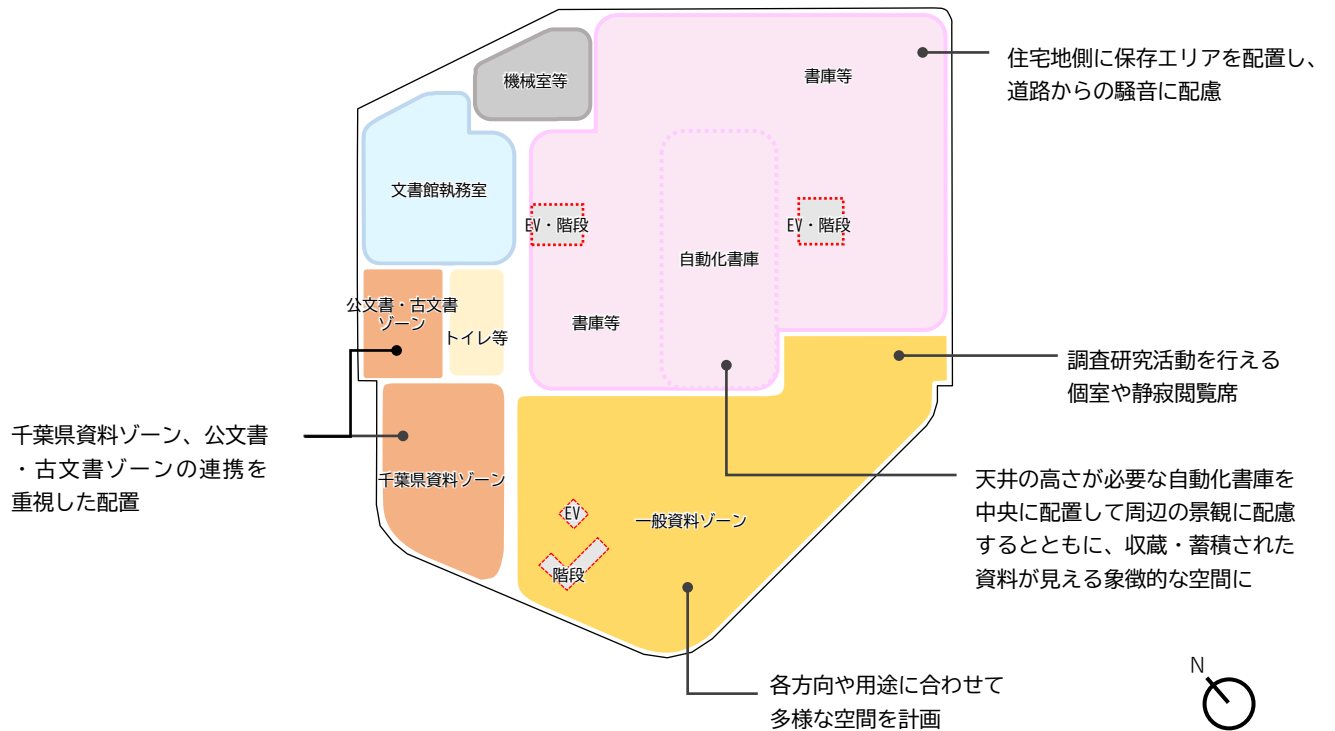 機械室等
書庫等
住宅地側に保存エリアを配置し、
道路からの騒音に配慮
文書館執務室
EV・階段
EV・階段
自動化書庫
公文書・古文書
ゾーン
トイレ等
書庫等
調査研究活動を行える
個室や静寂閲覧席
千葉県資料ゾーン、公文書
・古文書ゾーンの連携を
重視した配置
千葉県資料ゾーン
EV
階段
一般資料ゾーン
天井の高さが必要な自動化書庫を
中央に配置して周辺の景観に配慮
するとともに、収蔵・蓄積された
資料が見える象徴的な空間に
各方向や用途に合わせて
多様な空間を計画
N